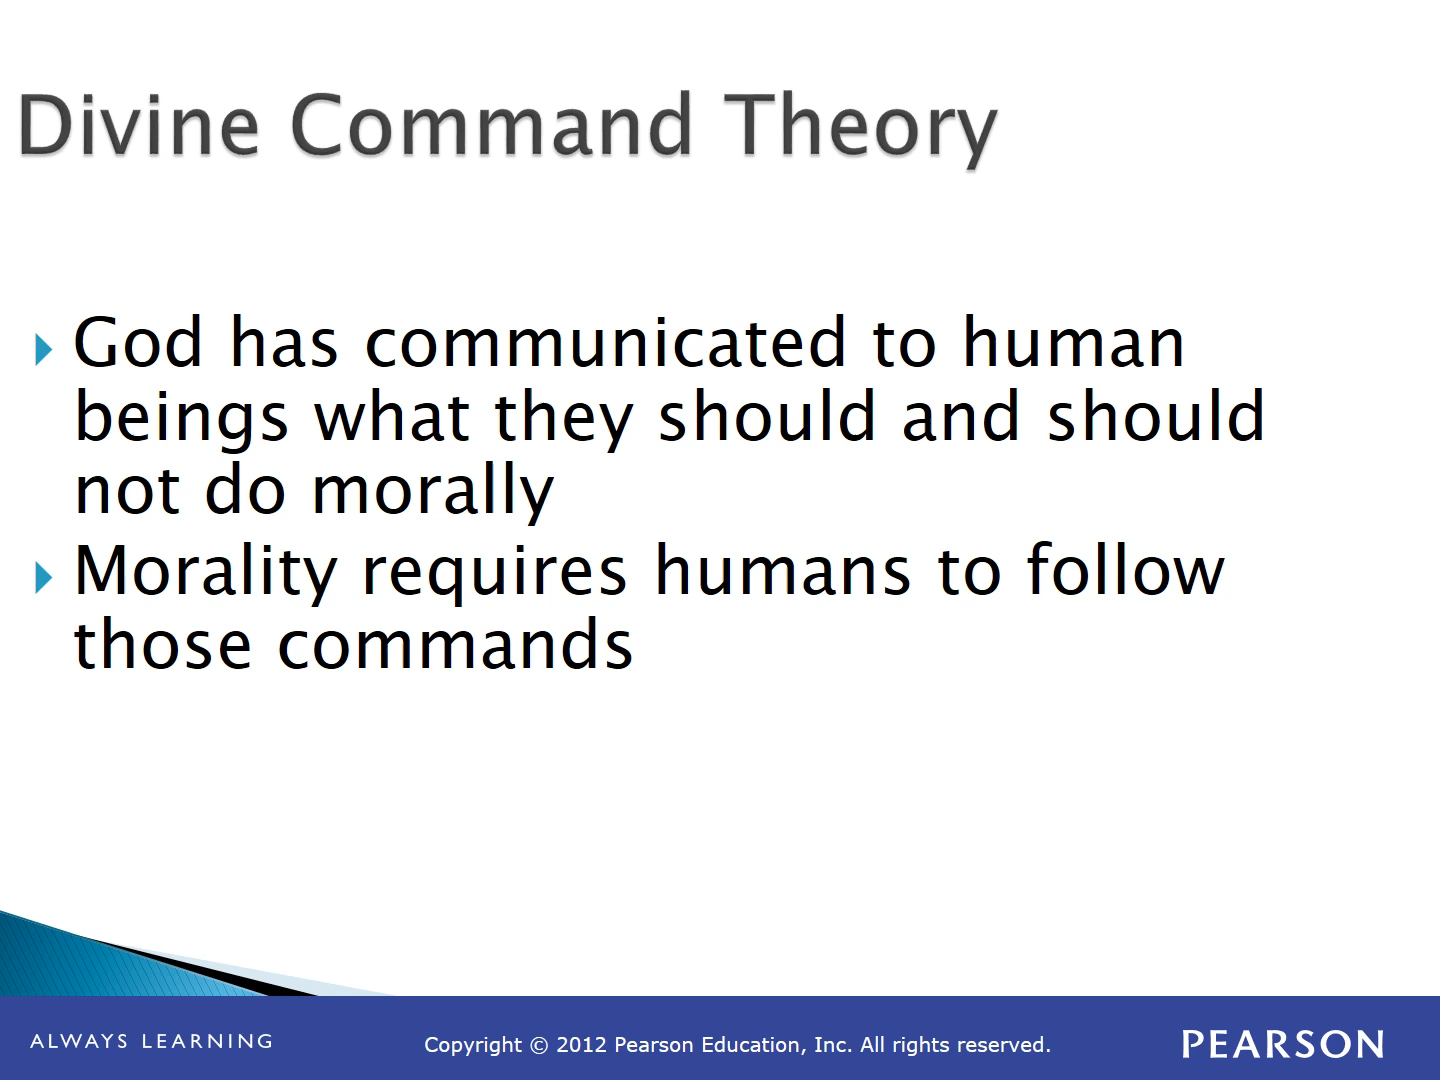 Divine Command Theory
God has communicated to human
beings what they should and should
not do morally
Morality requires humans to follow
those commands
ALWAYS LEARNING
Copyright © 2012 Pearson Education, Inc. All rights reserved.
PEARSON